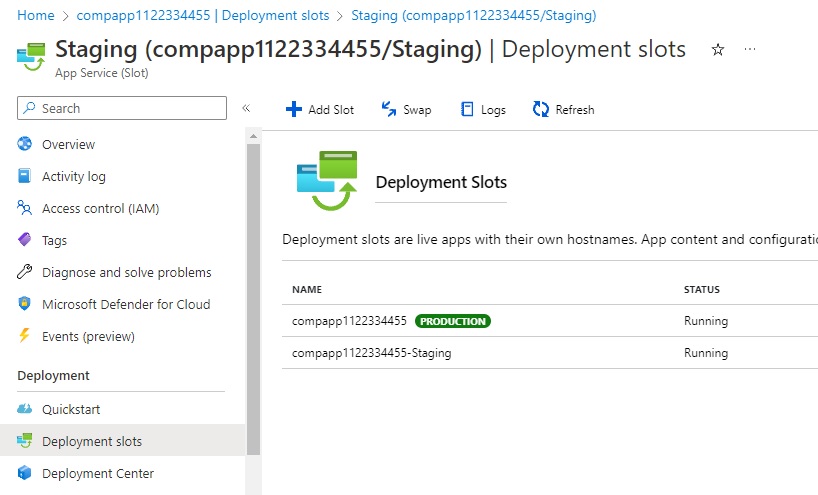 Home > compapp1122334455 | Deployment slots > Staging (compapp1122334455/Staging)
Staging (compapp1122334455/Staging) | Deployment slots
App Service (Slot)
Search
Add Slot
Swap
Logs
Refresh
Overview
Activity log
Access control (IAM)
Tags
Diagnose and solve problems
Microsoft Defender for Cloud
Events (preview)
Deployment
Quickstart
Deployment slots
Deployment Center
Deployment Slots
Deployment slots are live apps with their own hostnames. App content and configuratio
NAME STATUS
compapp1122334455 PRODUCTION Running
compapp1122334455-Staging Running